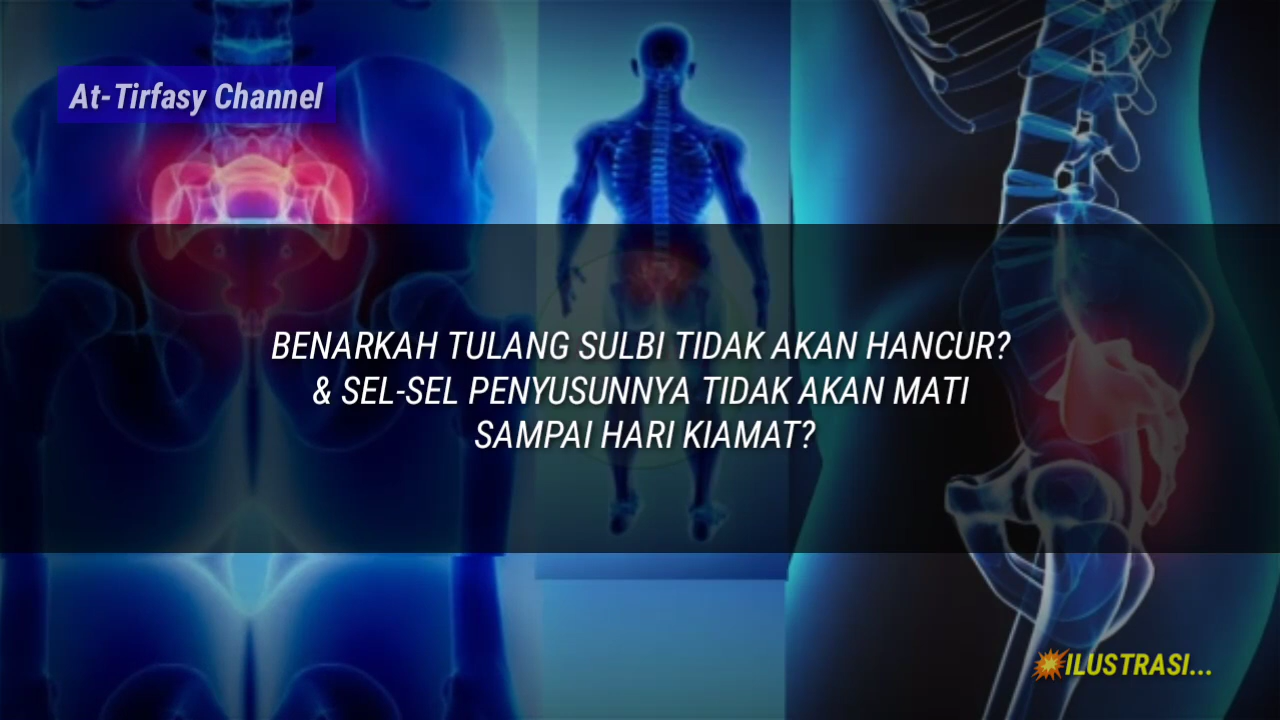 At-Tirfasy Channel
BENARKAH TULANG SULBI TIDAK AKAN HANCUR?
& SEL-SEL PENYUSUNNYA TIDAK AKAN MATI
SAMPAI HARI KIAMAT?
ILUSTRASI...